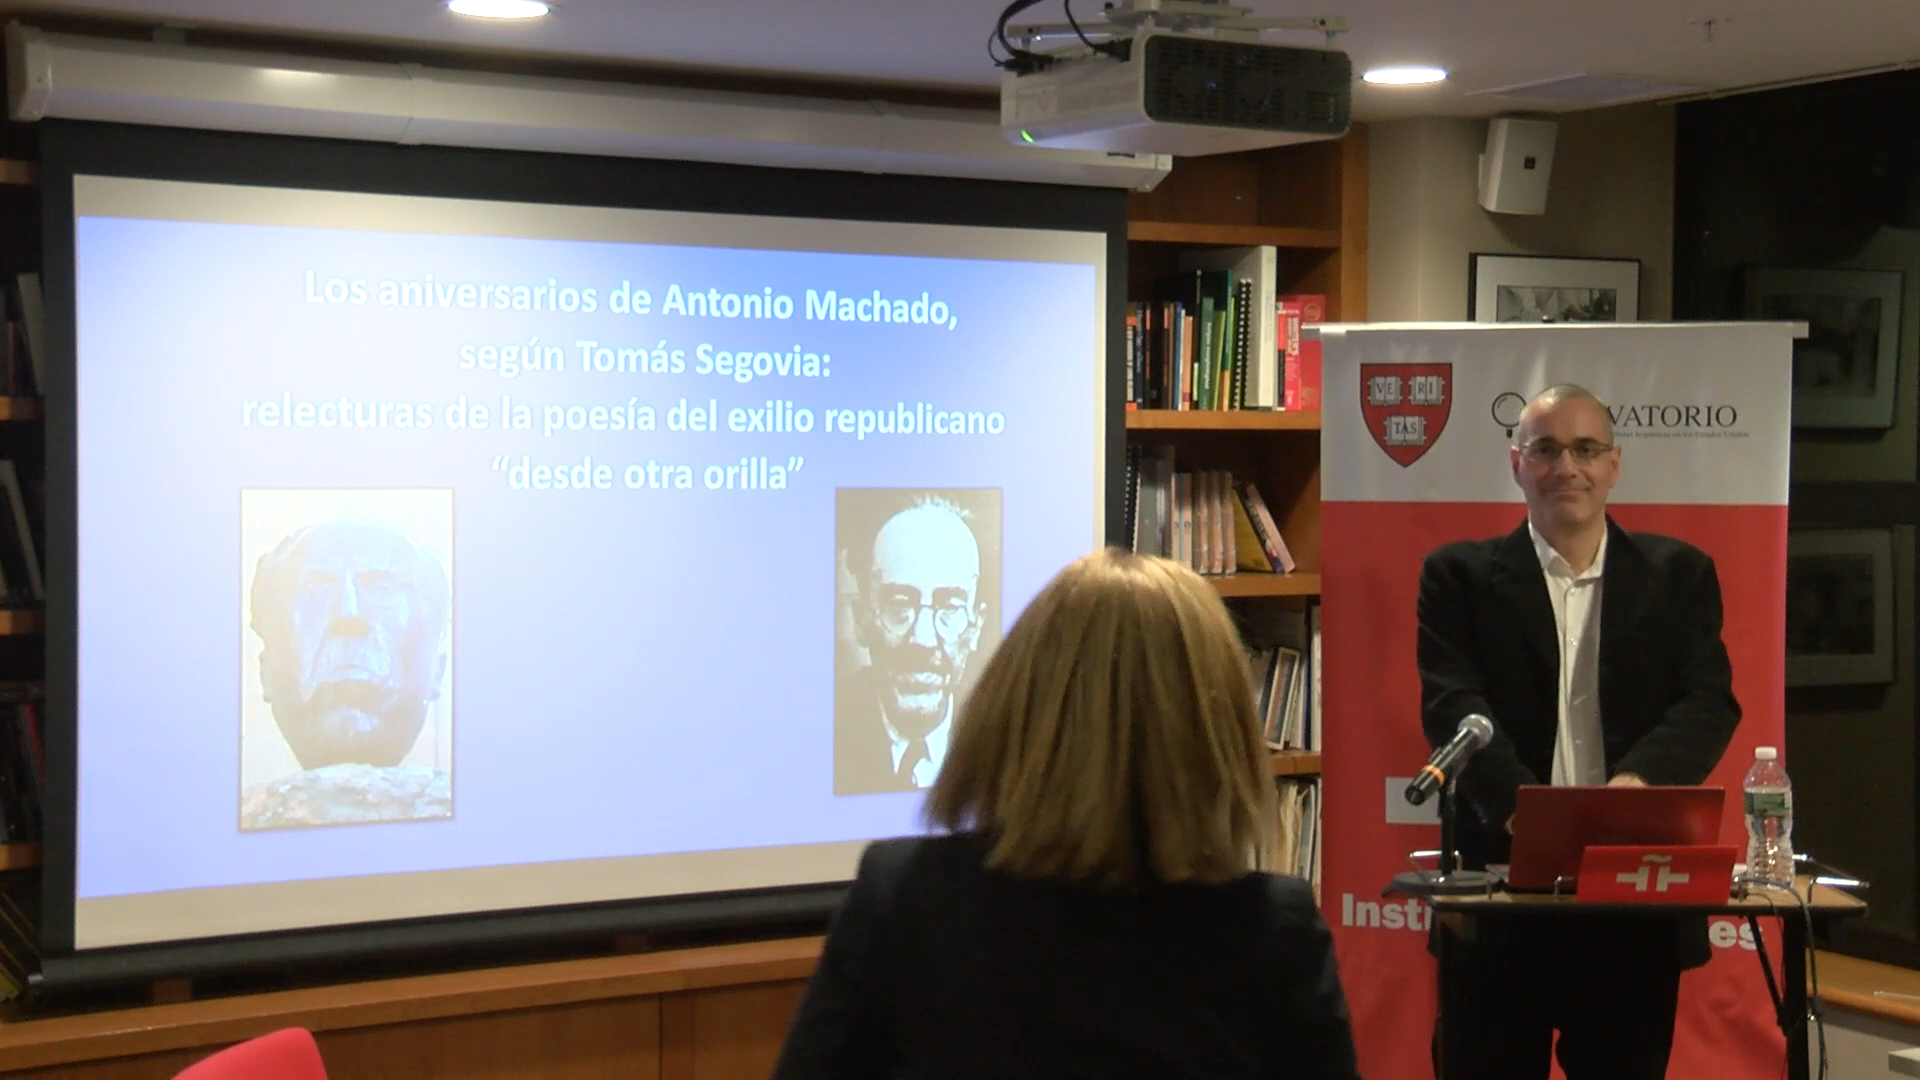 Los aniversarios de Antonio Machado,
según Tomás Segovia:
relecturas de la poesía del exilio republicano
“desde otra orilla”
VE RI
TAS
VATORIO
Inst
es